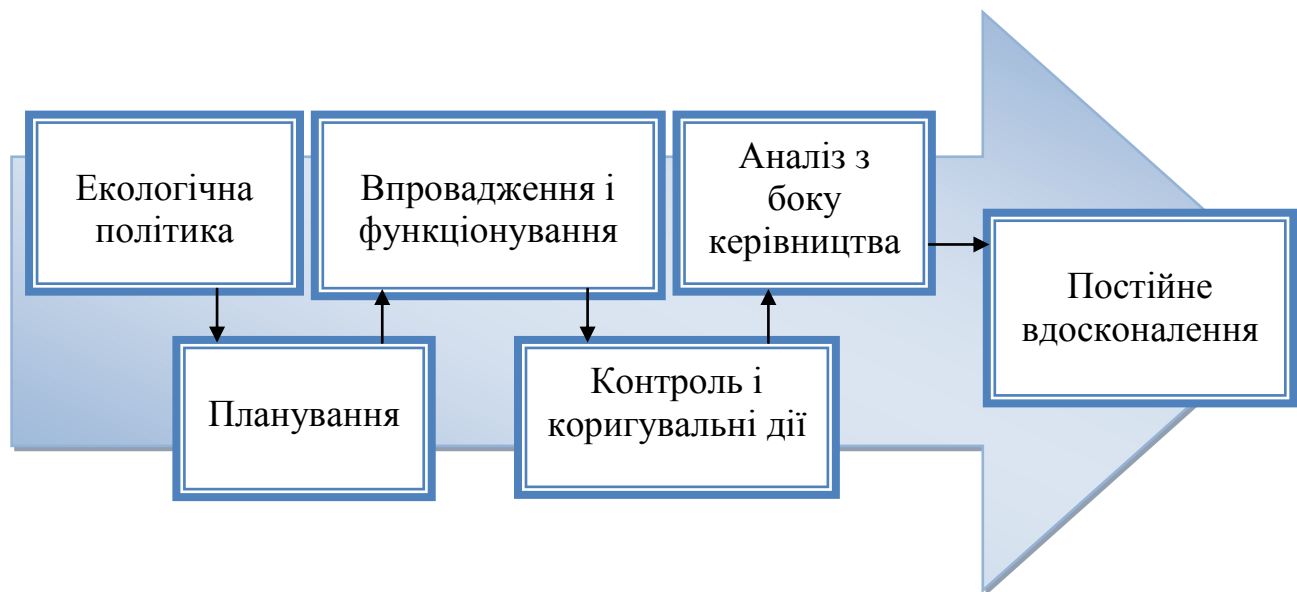 Екологічна
політика
Планування
Впровадження і
функціонування
Контроль і
коригувальні дії
Аналіз з
боку
керівництва
Постійне
вдосконалення